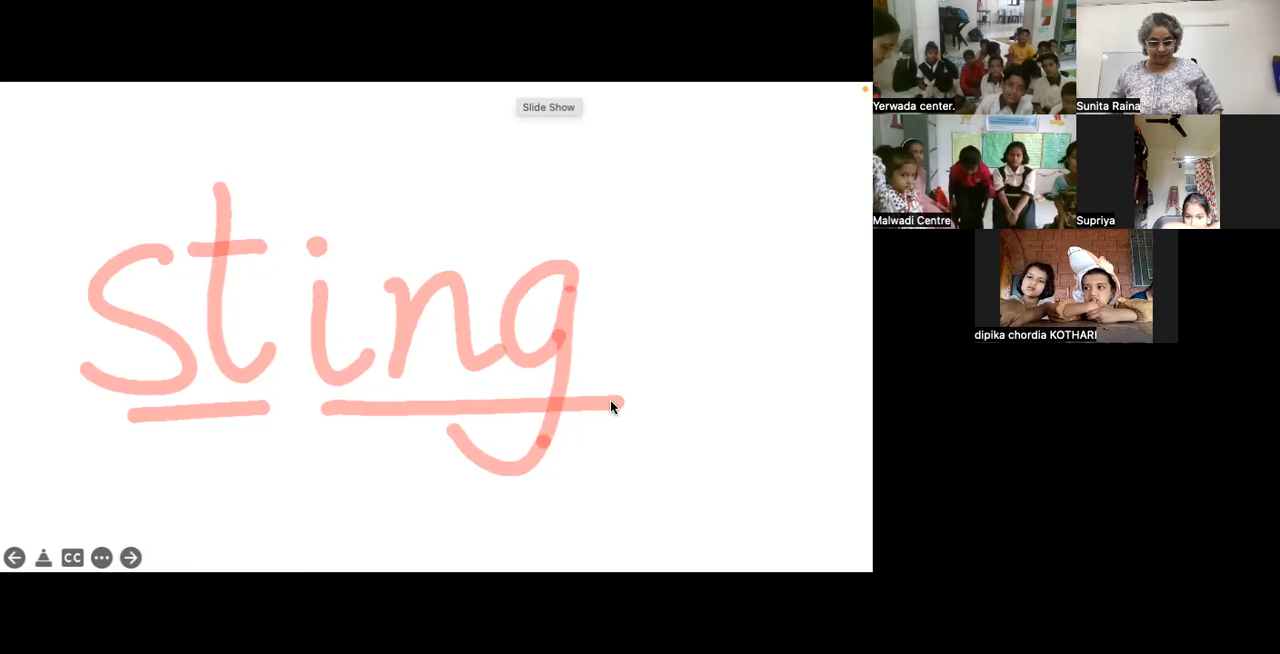 Slide Show
sting
CC
Yerwada center.
Sunita Raina
Malwadi Centre
Supriya
dipika chordia KOTHARI